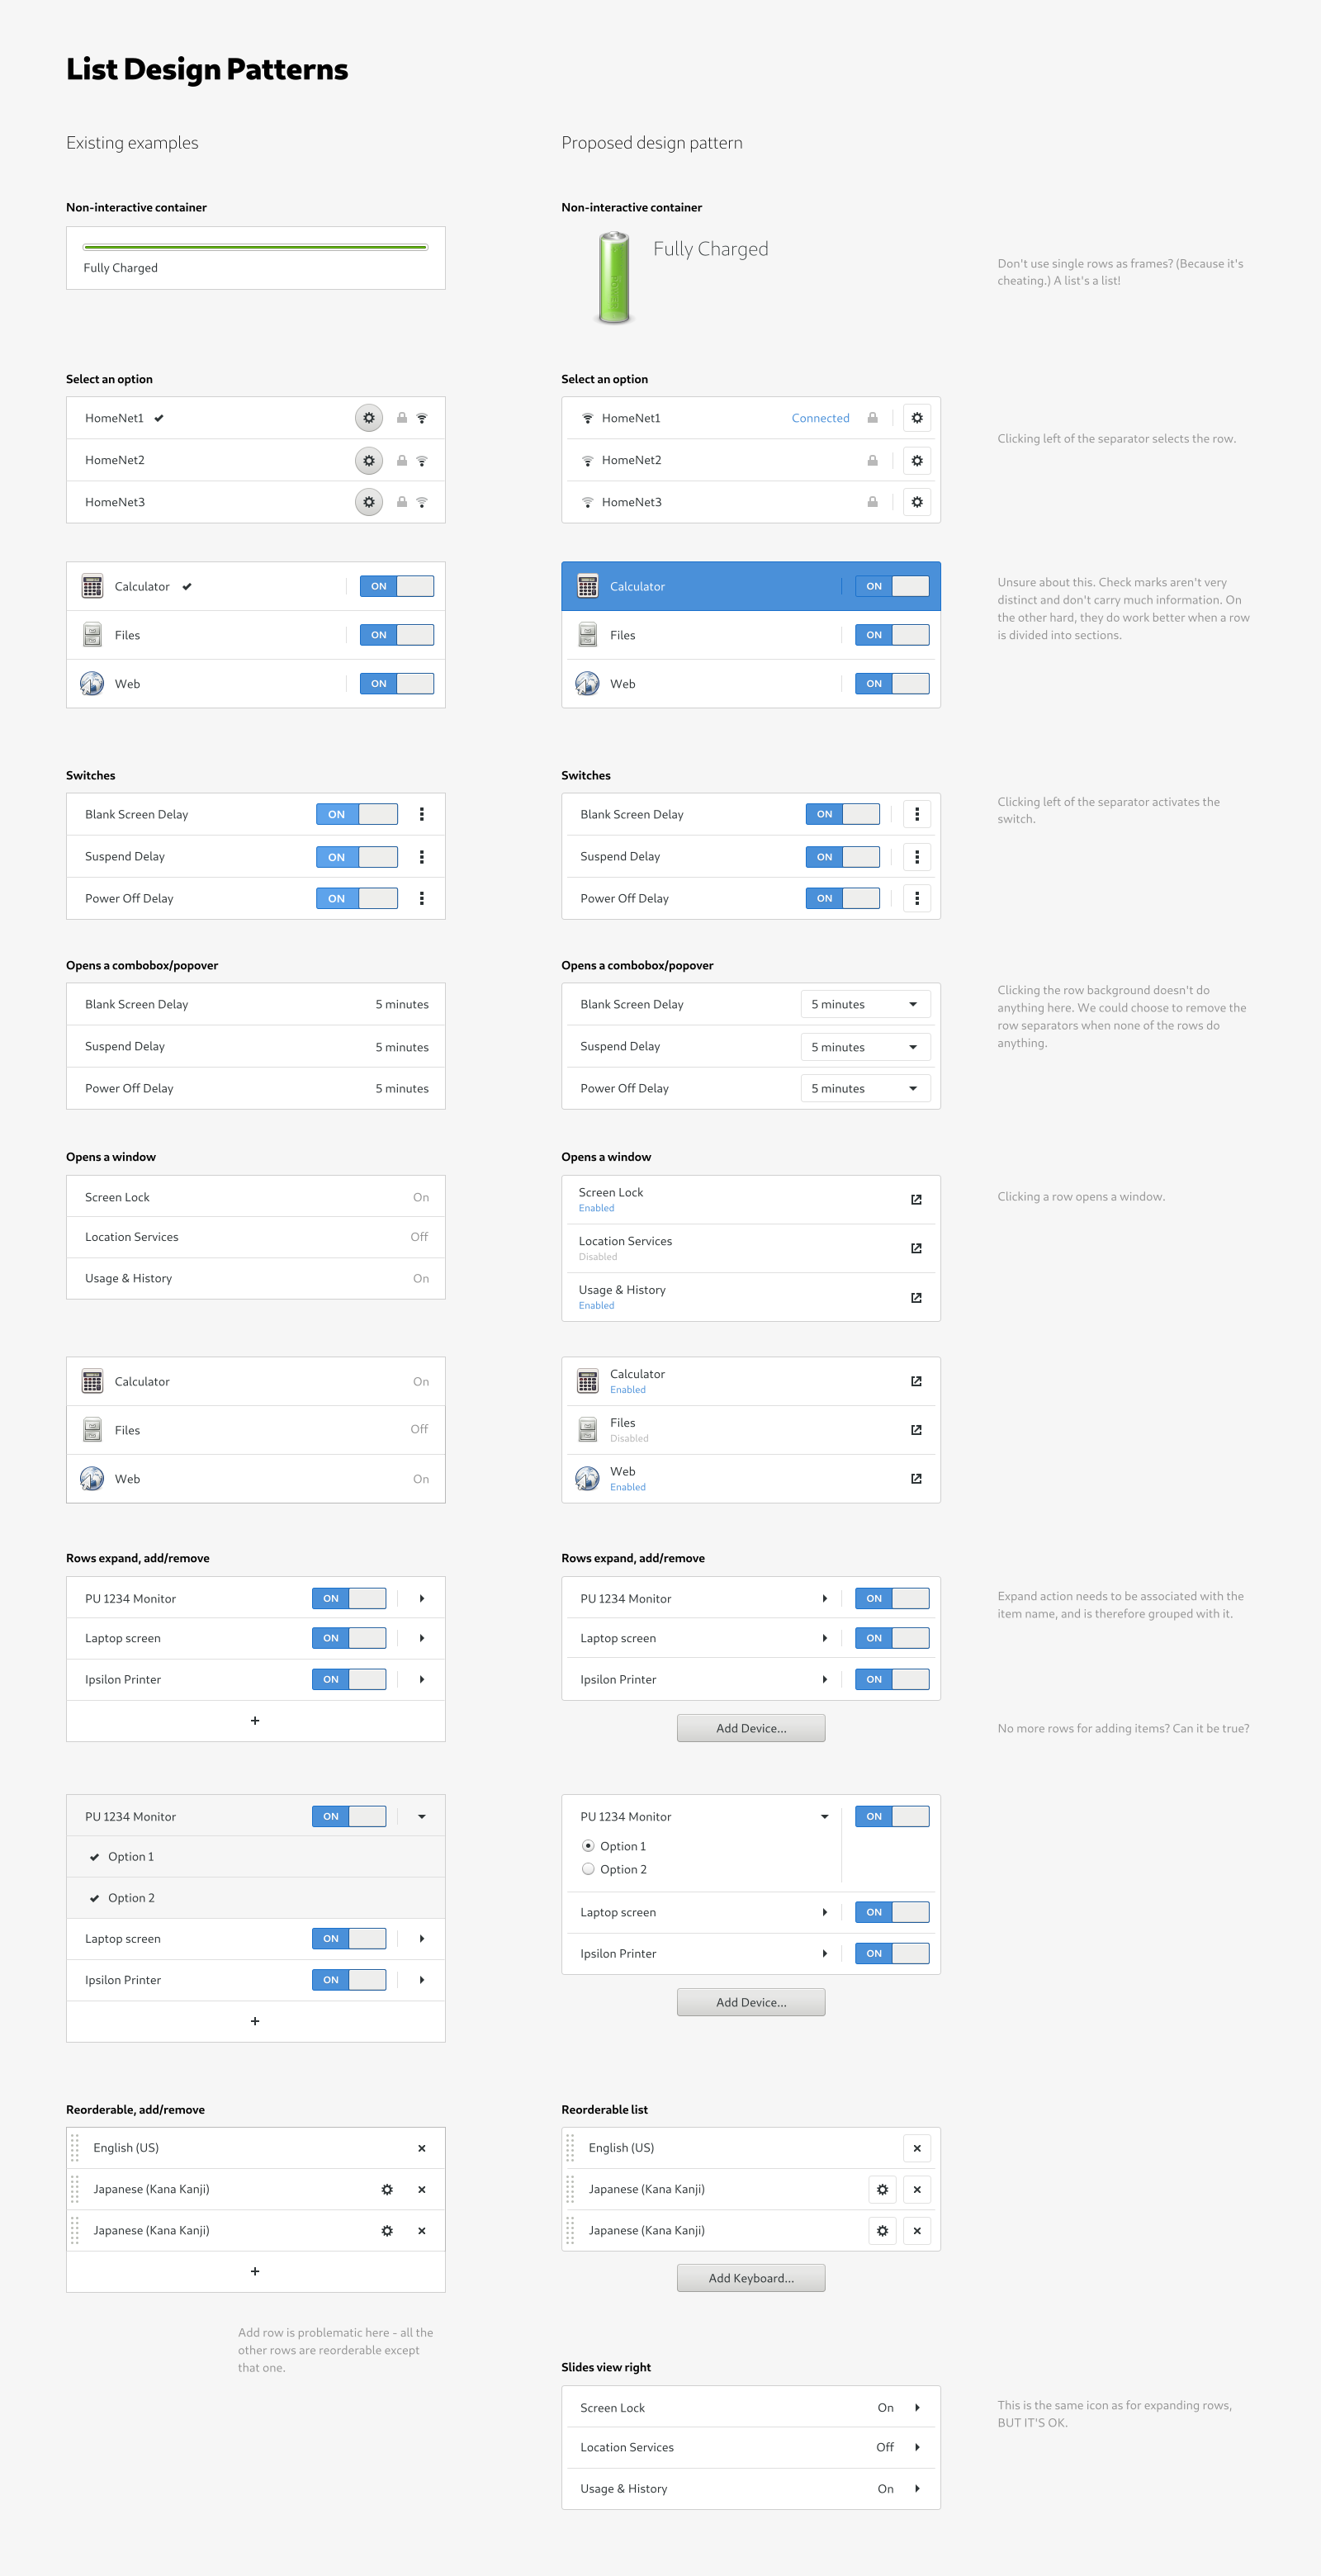 List Design Patterns
Existing examples
Proposed design pattern
Non-interactive container
Fully Charged
Non-interactive container
Fully Charged
Don't use single rows as frames? (Because it's
cheating.) A list's a list!
Select an option
HomeNet1
HomeNet2
HomeNet3
Select an option
HomeNet1 Connected
HomeNet2
HomeNet3
Clicking left of the separator selects the row.
Calculator ON
Files ON
Web ON
Calculator ON
Files ON
Web ON
Unsure about this. Check marks aren't very
distinct and don't carry much information. On
the other hard, they do work better when a row
is divided into sections.
Switches
Blank Screen Delay ON
Suspend Delay ON
Power Off Delay ON
Switches
Blank Screen Delay ON
Suspend Delay ON
Power Off Delay ON
Clicking left of the separator activates the
switch.
Opens a combobox/popover
Blank Screen Delay 5 minutes
Suspend Delay 5 minutes
Power Off Delay 5 minutes
Opens a combobox/popover
Blank Screen Delay 5 minutes
Suspend Delay 5 minutes
Power Off Delay 5 minutes
Clicking the row background doesn't do
anything here. We could choose to remove the
row separators when none of the rows do
anything.
Opens a window
Screen Lock On
Location Services Off
Usage & History On
Opens a window
Screen Lock
Enabled
Location Services
Disabled
Usage & History
Enabled
Clicking a row opens a window.
Calculator On
Files Off
Web On
Calculator
Enabled
Files
Disabled
Web
Enabled
Rows expand, add/remove
PU 1234 Monitor ON
Laptop screen ON
Ipsilon Printer ON
+
Rows expand, add/remove
PU 1234 Monitor ON
Laptop screen ON
Ipsilon Printer ON
Add Device...
Expand action needs to be associated with the
item name, and is therefore grouped with it.
No more rows for adding items? Can it be true?
PU 1234 Monitor ON
Option 1
Option 2
Laptop screen ON
Ipsilon Printer ON
+
PU 1234 Monitor ON
Option 1
Option 2
Laptop screen ON
Ipsilon Printer ON
Add Device...
Reorderable, add/remove
English (US)
Japanese (Kana Kanji)
Japanese (Kana Kanji)
+
Add row is problematic here - all the
other rows are reorderable except
that one.
Reorderable list
English (US)
Japanese (Kana Kanji)
Japanese (Kana Kanji)
Add Keyboard...
Slides view right
Screen Lock On
Location Services Off
Usage & History On
This is the same icon as for expanding rows,
BUT IT'S OK.